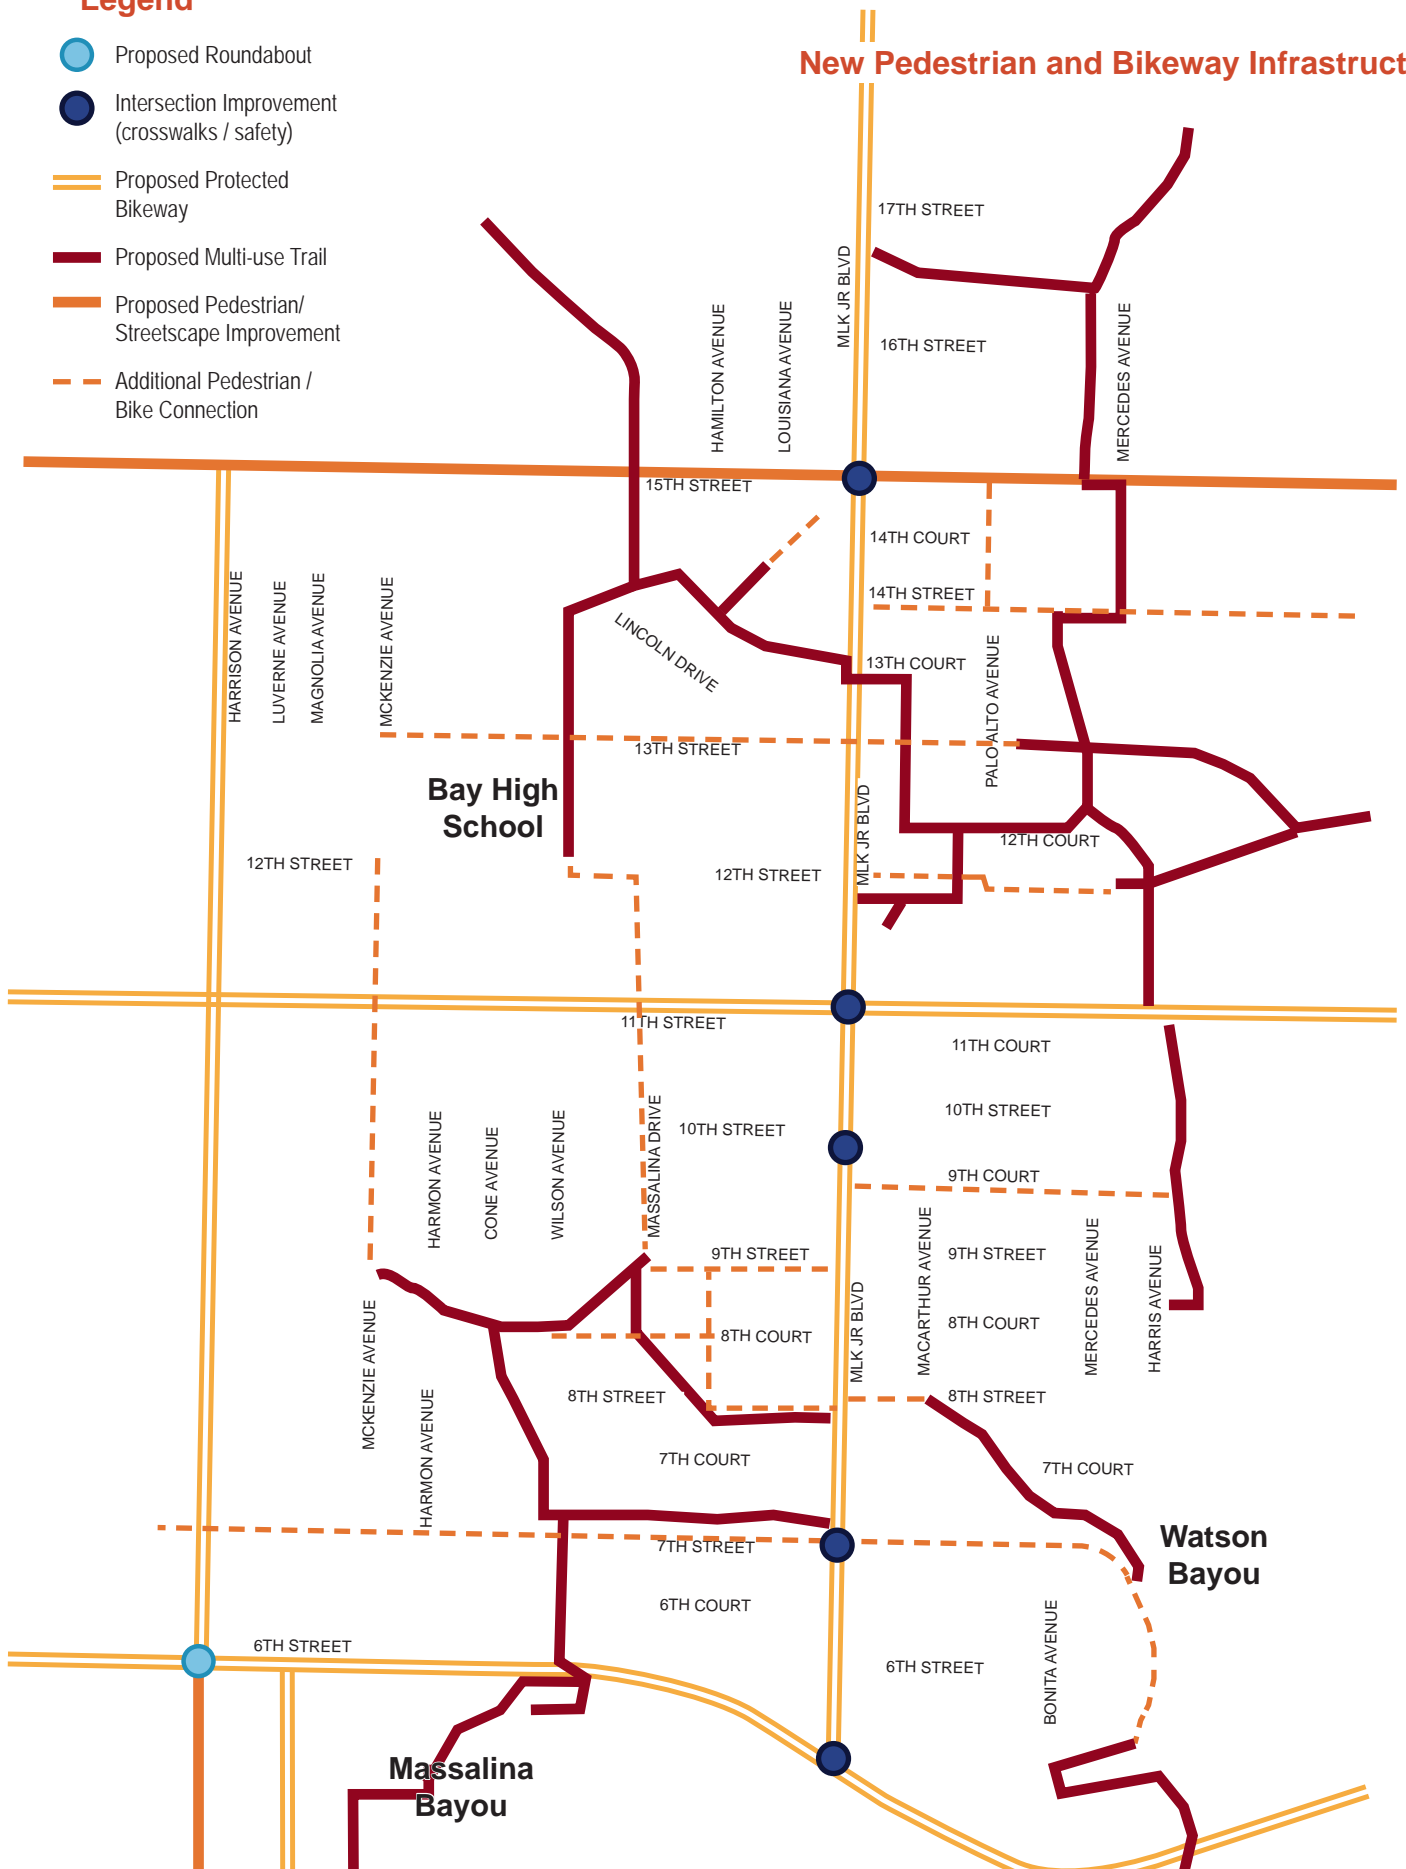 Legend
Proposed Roundabout
Intersection Improvement
(crosswalks / safety)
Proposed Protected
Bikeway
Proposed Multi-use Trail
Proposed Pedestrian/
Streetscape Improvement
Additional Pedestrian /
Bike Connection
New Pedestrian and Bikeway Infrastruct
17TH STREET
MLK JR BLVD
16TH STREET
HAMILTON AVENUE
LOUISIANA AVENUE
MERCEDES AVENUE
15TH STREET
14TH COURT
14TH STREET
HARRISON AVENUE
LUVERNE AVENUE
MAGNOLIA AVENUE
MCKENZIE AVENUE
LINCOLN DRIVE
13TH COURT
PALO ALTO AVENUE
13TH STREET
Bay High
School
MLK JR BLVD
12TH COURT
12TH STREET
12TH STREET
11TH STREET
11TH COURT
10TH STREET
10TH STREET
HARMON AVENUE
CONE AVENUE
WILSON AVENUE
MASSALINA DRIVE
9TH COURT
9TH STREET
9TH STREET
MACARTHUR AVENUE
MERCEDES AVENUE
HARRIS AVENUE
MLK JR BLVD
8TH COURT
8TH COURT
MCKENZIE AVENUE
8TH STREET
8TH STREET
HARMON AVENUE
7TH COURT
7TH COURT
7TH STREET
Watson
Bayou
6TH COURT
6TH STREET
6TH STREET
BONITA AVENUE
Massalina
Bayou